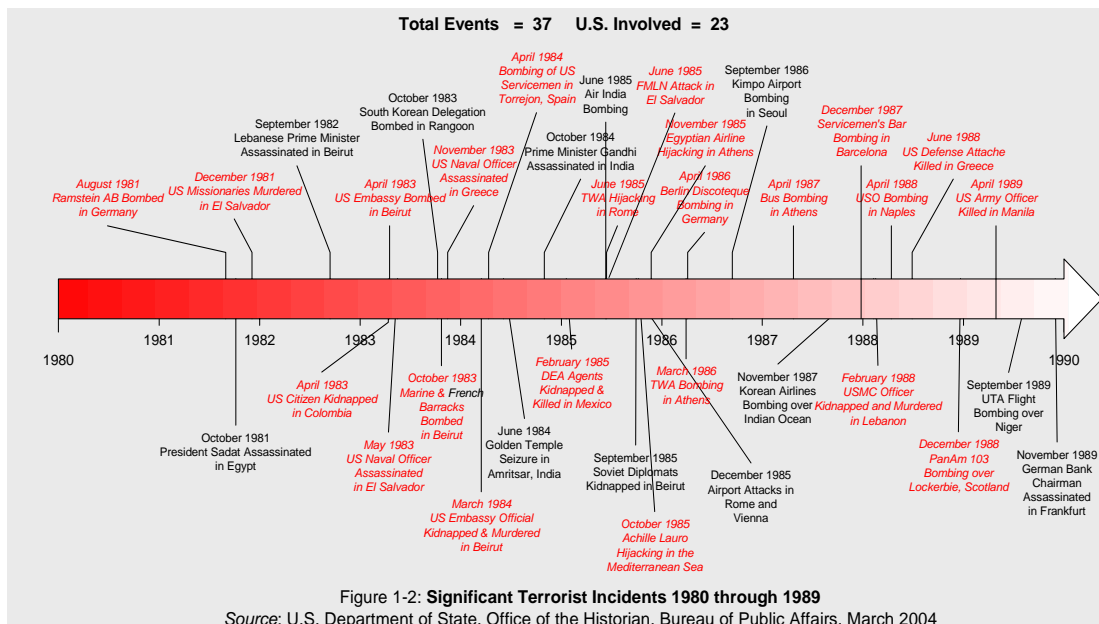 Total Events = 37 U.S. Involved = 23
April 1984
Bombing of US
Servicemen in
Torrejon, Spain
June 1985
Air India
Bombing
June 1985
FMLN Attack in
El Salvador
September 1986
Kimpo Airport
Bombing
in Seoul
October 1983
South Korean Delegation
Bombed in Rangoon
September 1982
Lebanese Prime Minister
Assassinated in Beirut
October 1984
Prime Minister Gandhi
Assassinated in India
November 1985
Egyptian Airline
Hijacking in Athens
December 1987
Servicemen's Bar
Bombing in
Barcelona
June 1988
US Defense Attache
Killed in Greece
November 1983
US Naval Officer
Assassinated
in Greece
August 1981
Ramstein AB Bombed
in Germany
December 1981
US Missionaries Murdered
in El Salvador
April 1983
US Embassy Bombed
in Beirut
June 1985
TWA Hijacking
in Rome
April 1986
Berlin Discoteque
Bombing in
Germany
April 1987
Bus Bombing
in Athens
April 1988
USO Bombing
in Naples
April 1989
US Army Officer
Killed in Manila
1980
1981
1982
1983
1984
1985
1986
1987
1988
1989
1990
October 1981
President Sadat Assassinated
in Egypt
April 1983
US Citizen Kidnapped
in Colombia
May 1983
US Naval Officer
Assassinated
in El Salvador
October 1983
Marine & French
Barracks
Bombed
in Beirut
March 1984
US Embassy Official
Kidnapped & Murdered
in Beirut
June 1984
Golden Temple
Seizure in
Amritsar, India
February 1985
DEA Agents
Kidnapped &
Killed in Mexico
September 1985
Soviet Diplomats
Kidnapped in Beirut
October 1985
Achille Lauro
Hijacking in the
Mediterranean Sea
March 1986
TWA Bombing
in Athens
December 1985
Airport Attacks in
Rome and
Vienna
November 1987
Korean Airlines
Bombing over
Indian Ocean
February 1988
USMC Officer
Kidnapped and Murdered
in Lebanon
December 1988
PanAm 103
Bombing over
Lockerbie, Scotland
September 1989
UTA Flight
Bombing over
Niger
November 1989
German Bank
Chairman
Assassinated
in Frankfurt
Figure 1-2: Significant Terrorist Incidents 1980 through 1989
Source: U.S. Department of State, Office of the Historian, Bureau of Public Affairs, March 2004